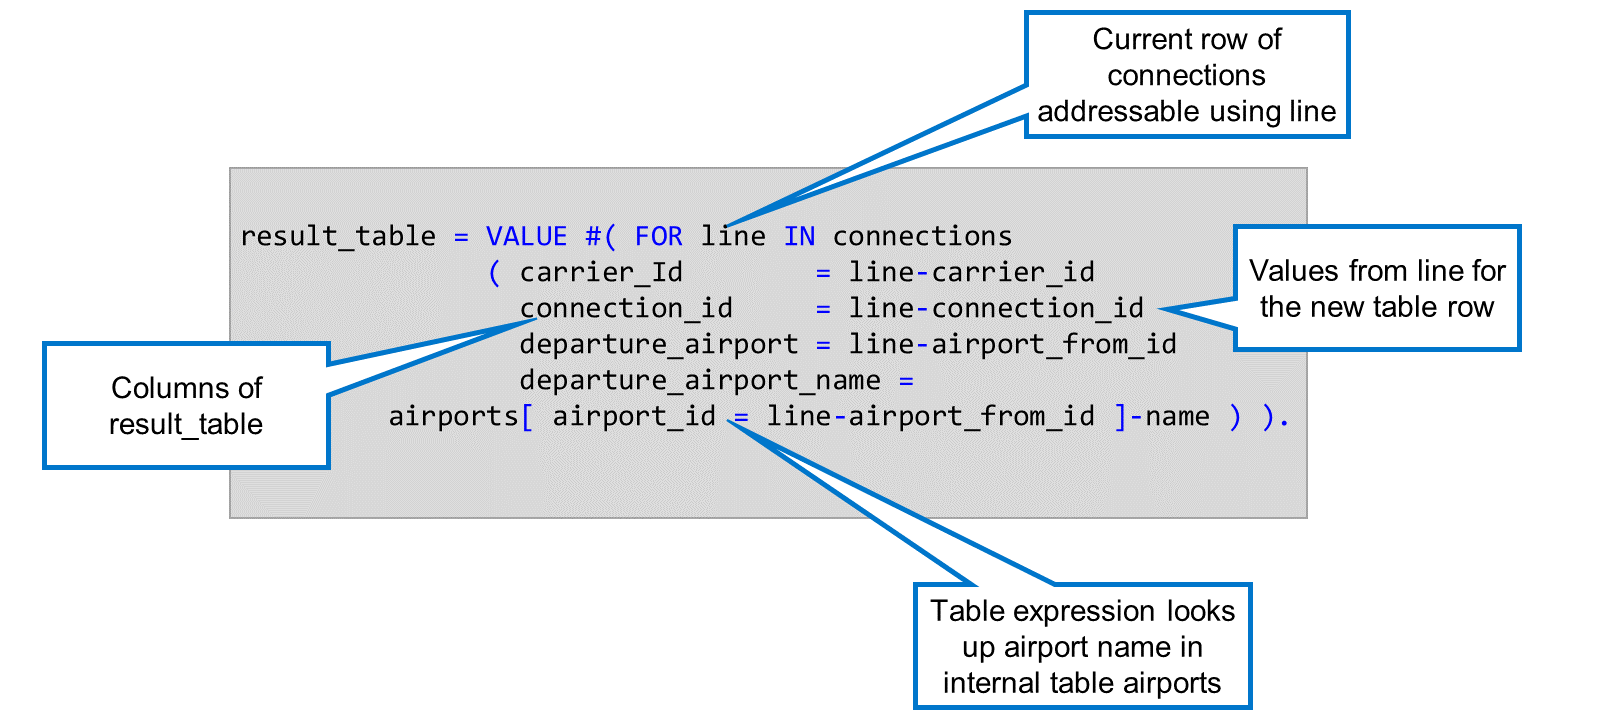 Current row of
connections
addressable using line
result_table = VALUE #( FOR line IN connections
( carrier_Id = line-carrier_id
connection_id = line-connection_id
departure_airport = line-airport_from_id
departure_airport_name =
airports[ airport_id = line-airport_from_id ]-name ) ).
Values from line for
the new table row
Columns of
result_table
Table expression looks
up airport name in
internal table airports